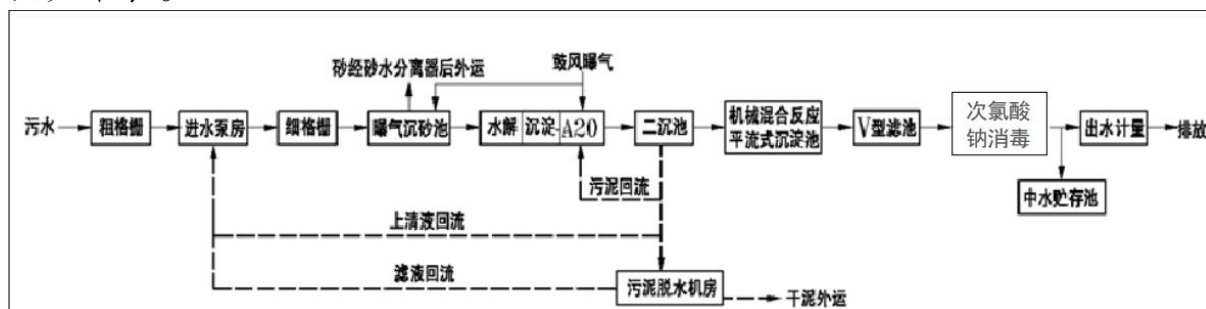 砂经砂水分离器后外运
鼓风曝气
污水
粗格栅
进水泵房
细格栅
曝气沉砂池
水解
沉淀
A20
二沉池
机械混合反应
平流式沉淀池
V型滤池
次氯酸
钠消毒
出水计量
排放
污泥回流
中水贮存池
上清液回流
滤液回流
污泥脱水机房
干泥外运